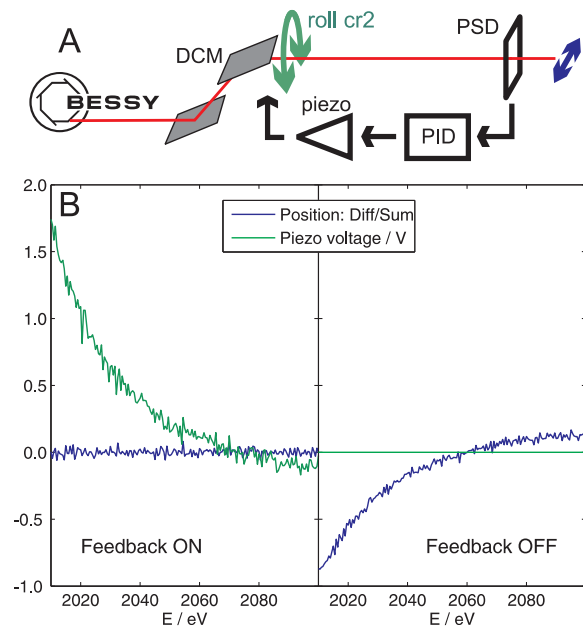 A
DCM
roll cr2
PSD
BESSY
piezo
PID
B
Position: Diff/Sum
Piezo voltage / V
2.0
1.5
1.0
0.5
0.0
-0.5
-1.0
Feedback ON
Feedback OFF
2020 2040 2060 2080
2020 2040 2060 2080
E / eV
E / eV